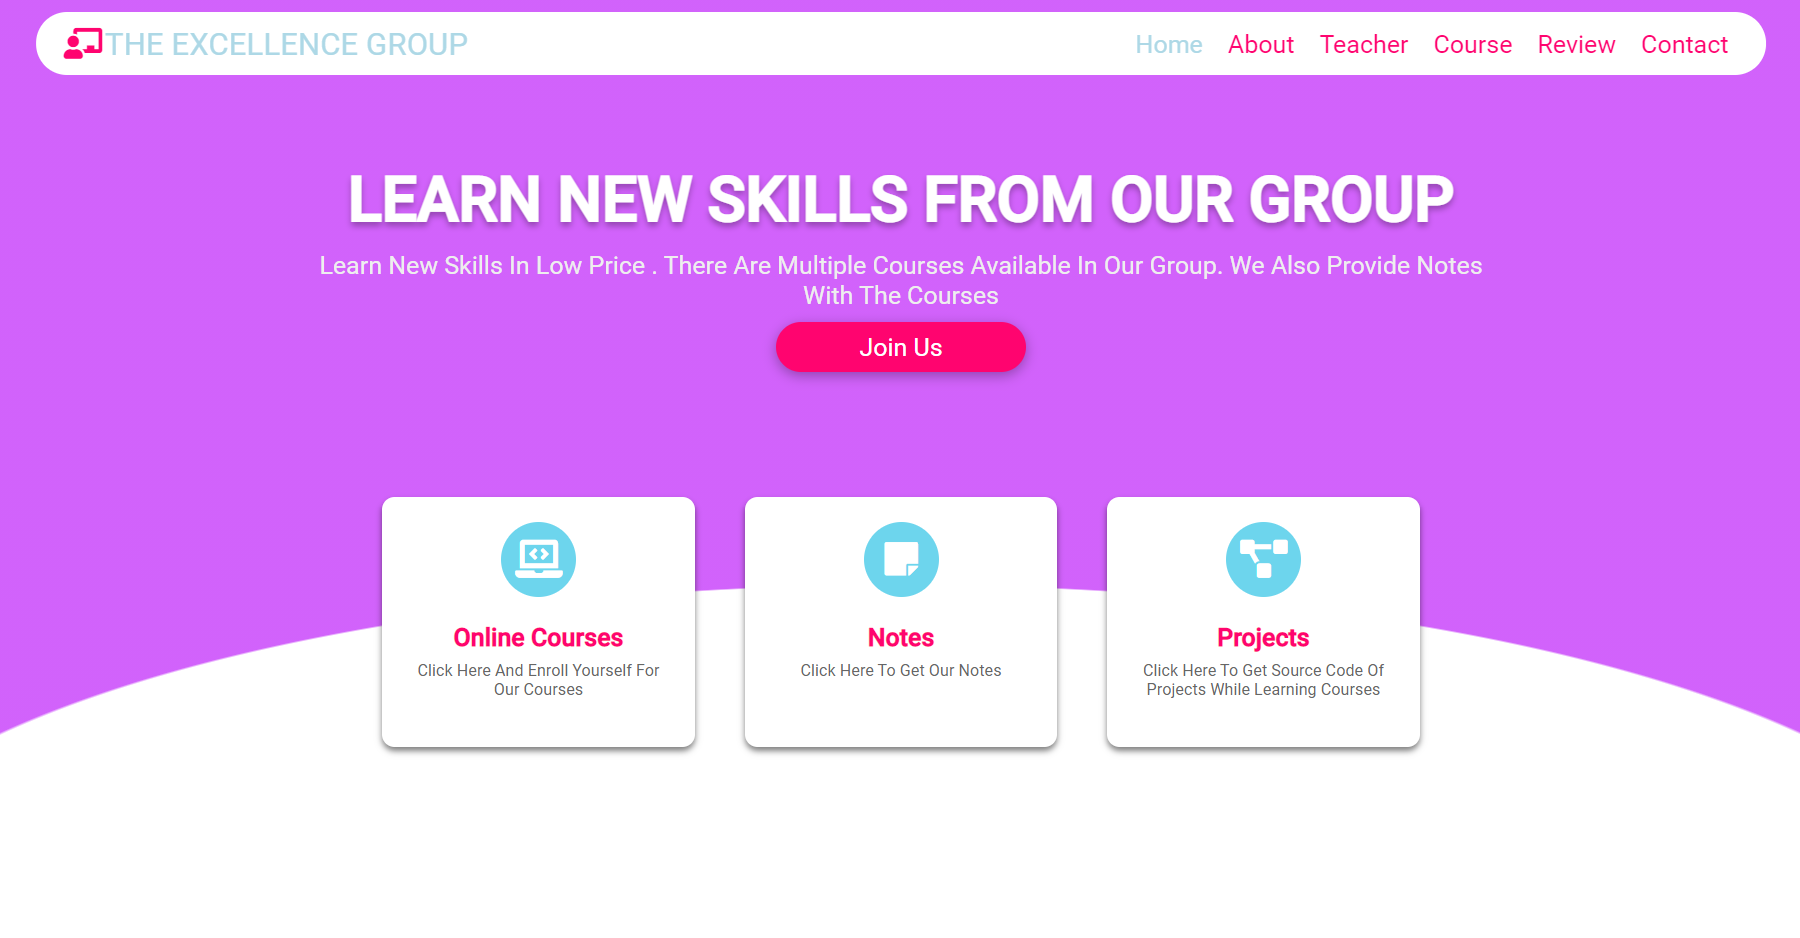 THE EXCELLENCE GROUP
Home About Teacher Course Review Contact
LEARN NEW SKILLS FROM OUR GROUP
Learn New Skills In Low Price . There Are Multiple Courses Available In Our Group. We Also Provide Notes
With The Courses
Join Us
Online Courses
Click Here And Enroll Yourself For
Our Courses
Notes
Click Here To Get Our Notes
Projects
Click Here To Get Source Code Of
Projects While Learning Courses